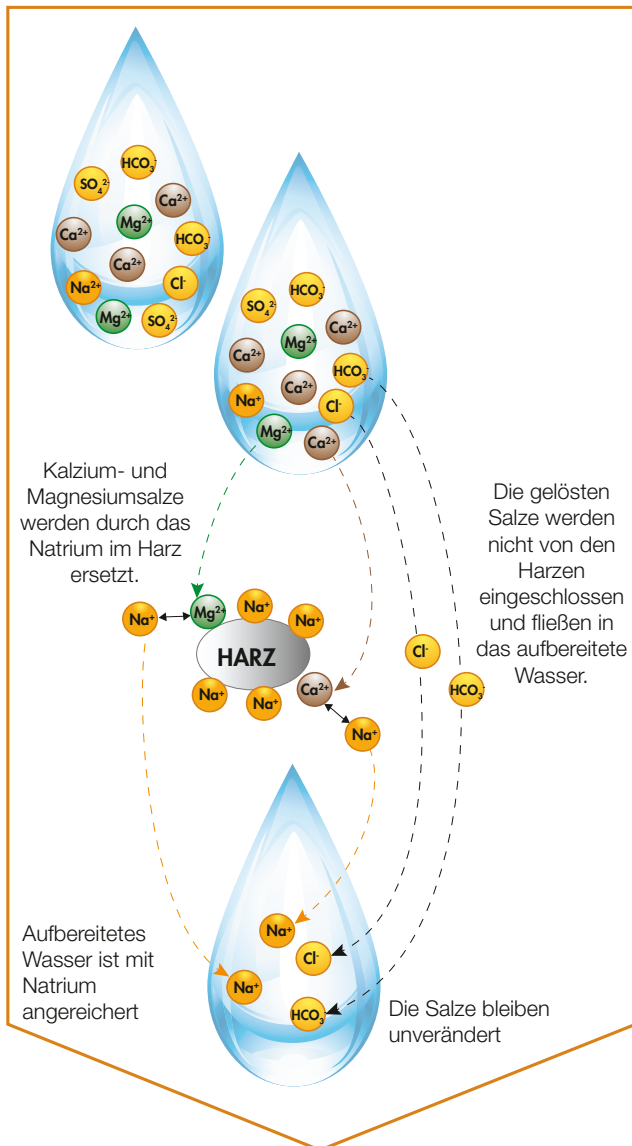 HCO₃⁻
SO₄²⁻
Ca²⁺
Mg²⁺
Ca²⁺
HCO₃⁻
Ca²⁺
Na²⁺
Cl⁻
Mg²⁺
SO₄²⁻
HCO₃⁻
SO₄²⁻
Ca²⁺
Mg²⁺
Ca²⁺
HCO₃⁻
Ca²⁺
Na⁺
Cl⁻
Mg²⁺
Ca²⁺
Kalzium- und
Magnesiumsalze
werden durch das
Natrium im Harz
ersetzt.
Die gelösten
Salze werden
nicht von den
Harzen
eingeschlossen
und fließen in
das aufbereitete
Wasser.
Na⁺
Mg²⁺
Na⁺
Na⁺
HARZ
Na⁺
Na⁺
Ca²⁺
Na⁺
Cl⁻
HCO₃⁻
Na⁺
Cl⁻
Na⁺
HCO₃⁻
Aufbereitetes
Wasser ist mit
Natrium
angereichert
Die Salze bleiben
unverändert